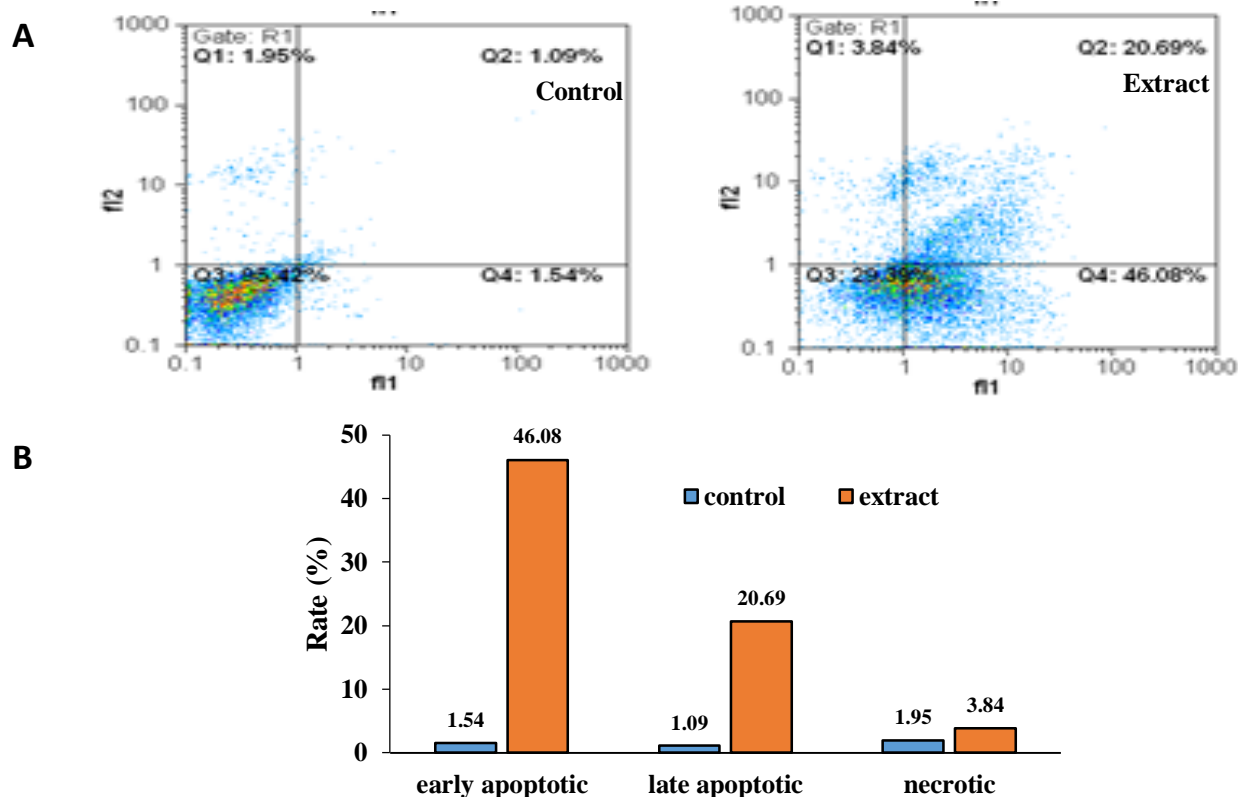 A
1000
100
10
1
0.1
fl2
Gate: R1
Q1: 1.95%
Q2: 1.09%
Control
Q3: 95.42%
Q4: 1.54%
0.1
1
10
100
1000
fl1
1000
100
10
1
0.1
fl2
Gate: R1
Q1: 3.84%
Q2: 20.69%
Extract
Q3: 29.39%
Q4: 46.08%
0.1
1
10
100
1000
fl1
B
50
40
30
20
10
0
Rate (%)
control
extract
46.08
20.69
1.54
1.09
1.95
3.84
early apoptotic
late apoptotic
necrotic